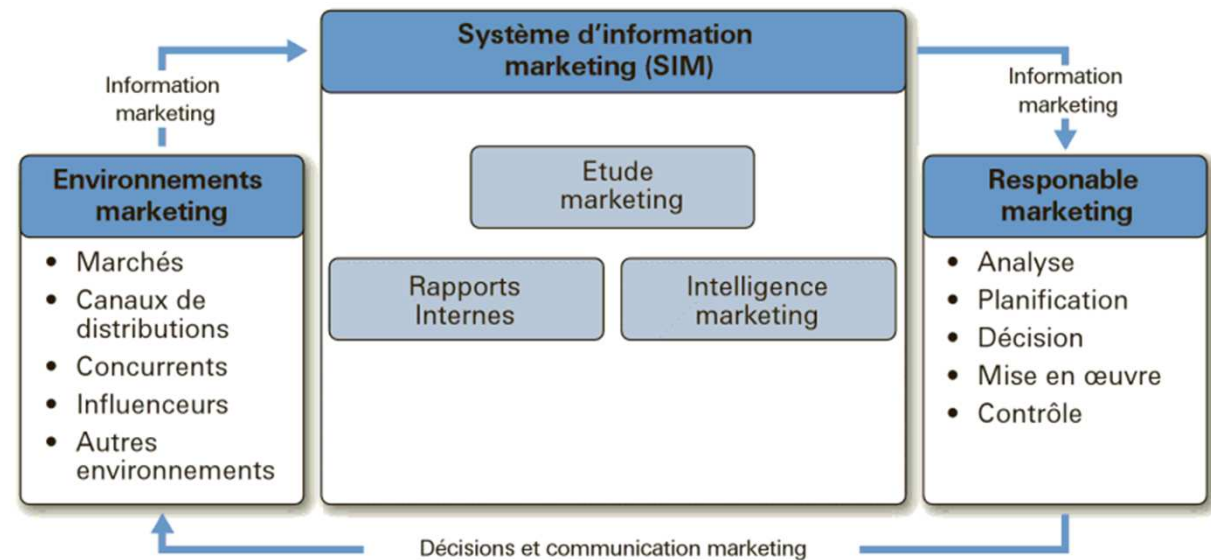 Système d'information
marketing (SIM)
Information
marketing
Information
marketing
Environnements
marketing
• Marchés
• Canaux de
distributions
• Concurrents
• Influenceurs
• Autres
environnements
Etude
marketing
Rapports
Internes
Intelligence
marketing
Responable
marketing
• Analyse
• Planification
• Décision
• Mise en œuvre
• Contrôle
Décisions et communication marketing